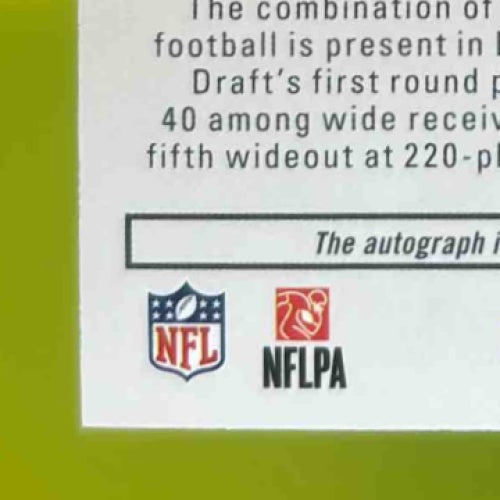 The combination of
football is present in
Draft's first round
40 among wide receiv
fifth wideout at 220-p
The autograph i
NFL
NFLPA